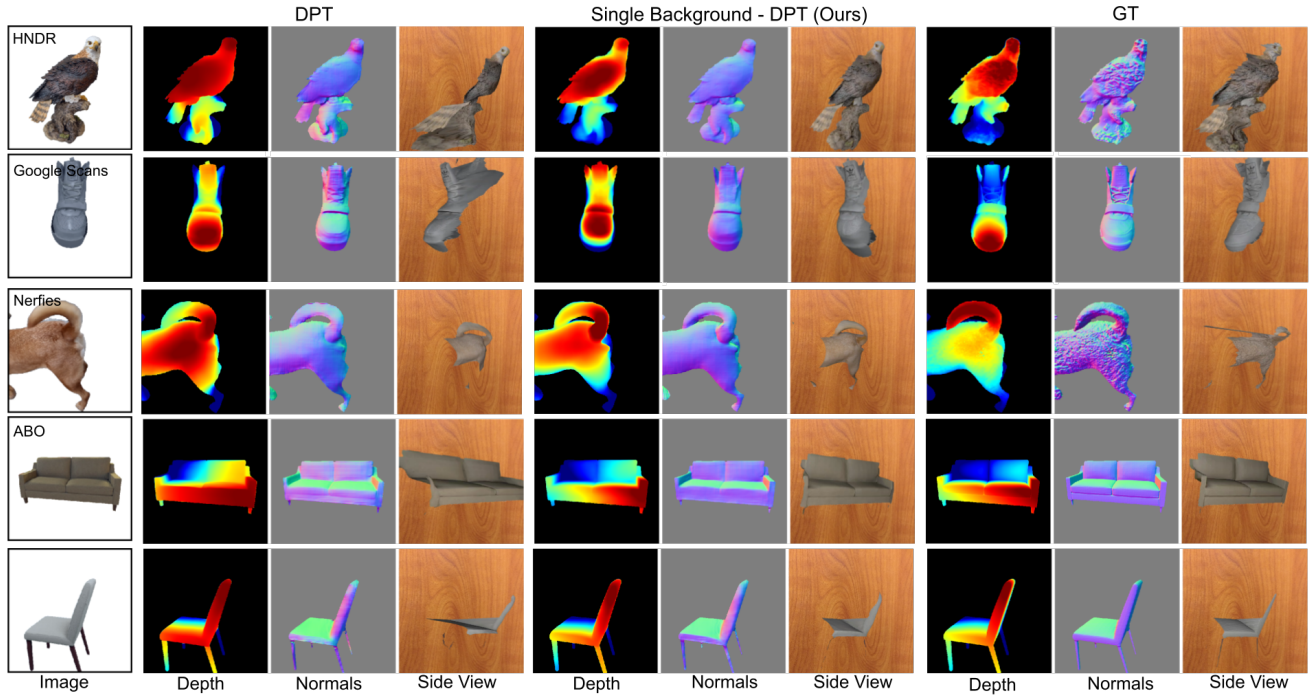 DPT Single Background - DPT (Ours) GT
HNDR
Google Scans
Nerfies
ABO
Image Depth Normals Side View Depth Normals Side View Depth Normals Side View